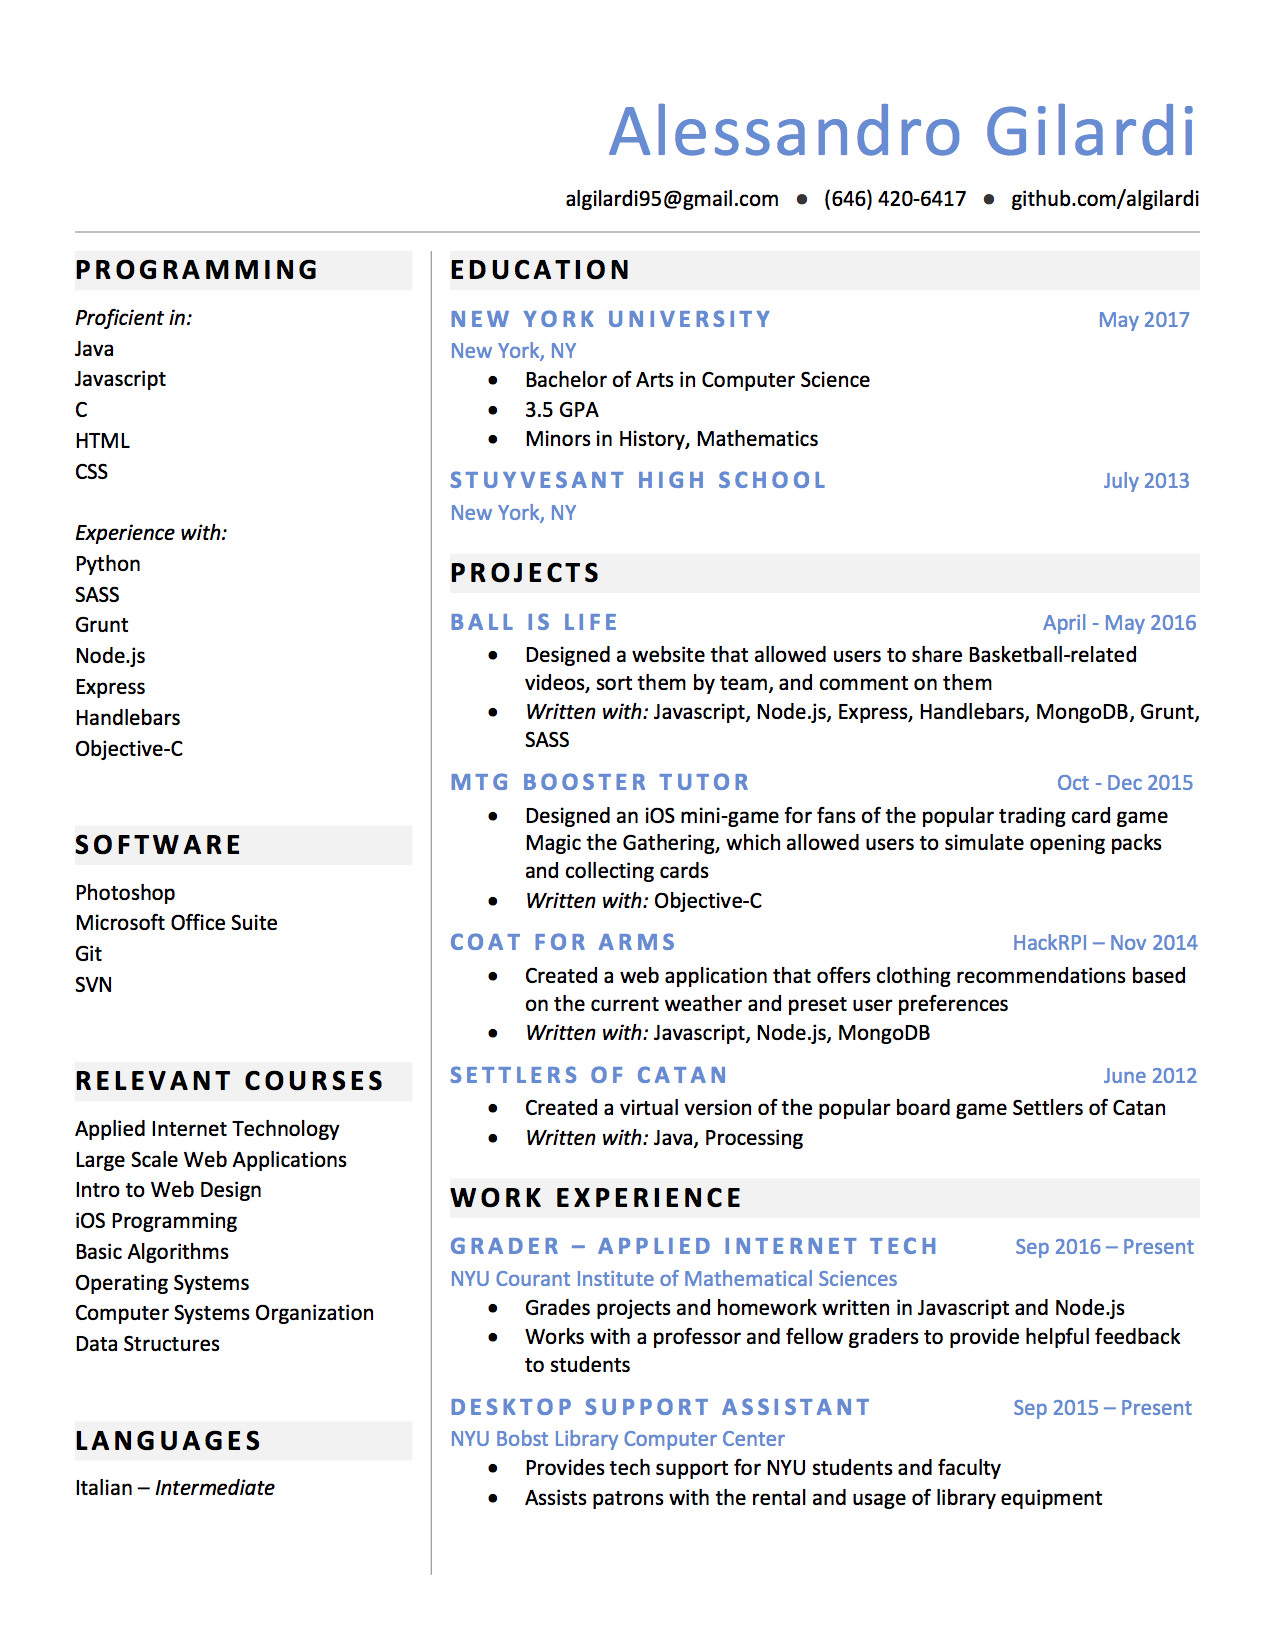 Alessandro Gilardi
algilardi95@gmail.com ● (646) 420-6417 ● github.com/algilardi
PROGRAMMING
Proficient in:
Java
Javascript
C
HTML
CSS
Experience with:
Python
SASS
Grunt
Node.js
Express
Handlebars
Objective-C
SOFTWARE
Photoshop
Microsoft Office Suite
Git
SVN
RELEVANT COURSES
Applied Internet Technology
Large Scale Web Applications
Intro to Web Design
iOS Programming
Basic Algorithms
Operating Systems
Computer Systems Organization
Data Structures
LANGUAGES
Italian – Intermediate
EDUCATION
NEW YORK UNIVERSITY May 2017
New York, NY
● Bachelor of Arts in Computer Science
● 3.5 GPA
● Minors in History, Mathematics
STUYVESANT HIGH SCHOOL July 2013
New York, NY
PROJECTS
BALL IS LIFE April - May 2016
● Designed a website that allowed users to share Basketball-related
videos, sort them by team, and comment on them
● Written with: Javascript, Node.js, Express, Handlebars, MongoDB, Grunt,
SASS
MTG BOOSTER TUTOR Oct - Dec 2015
● Designed an iOS mini-game for fans of the popular trading card game
Magic the Gathering, which allowed users to simulate opening packs
and collecting cards
● Written with: Objective-C
COAT FOR ARMS HackRPI – Nov 2014
● Created a web application that offers clothing recommendations based
on the current weather and preset user preferences
● Written with: Javascript, Node.js, MongoDB
SETTLERS OF CATAN June 2012
● Created a virtual version of the popular board game Settlers of Catan
● Written with: Java, Processing
WORK EXPERIENCE
GRADER – APPLIED INTERNET TECH Sep 2016 – Present
NYU Courant Institute of Mathematical Sciences
● Grades projects and homework written in Javascript and Node.js
● Works with a professor and fellow graders to provide helpful feedback
to students
DESKTOP SUPPORT ASSISTANT Sep 2015 – Present
NYU Bobst Library Computer Center
● Provides tech support for NYU students and faculty
● Assists patrons with the rental and usage of library equipment